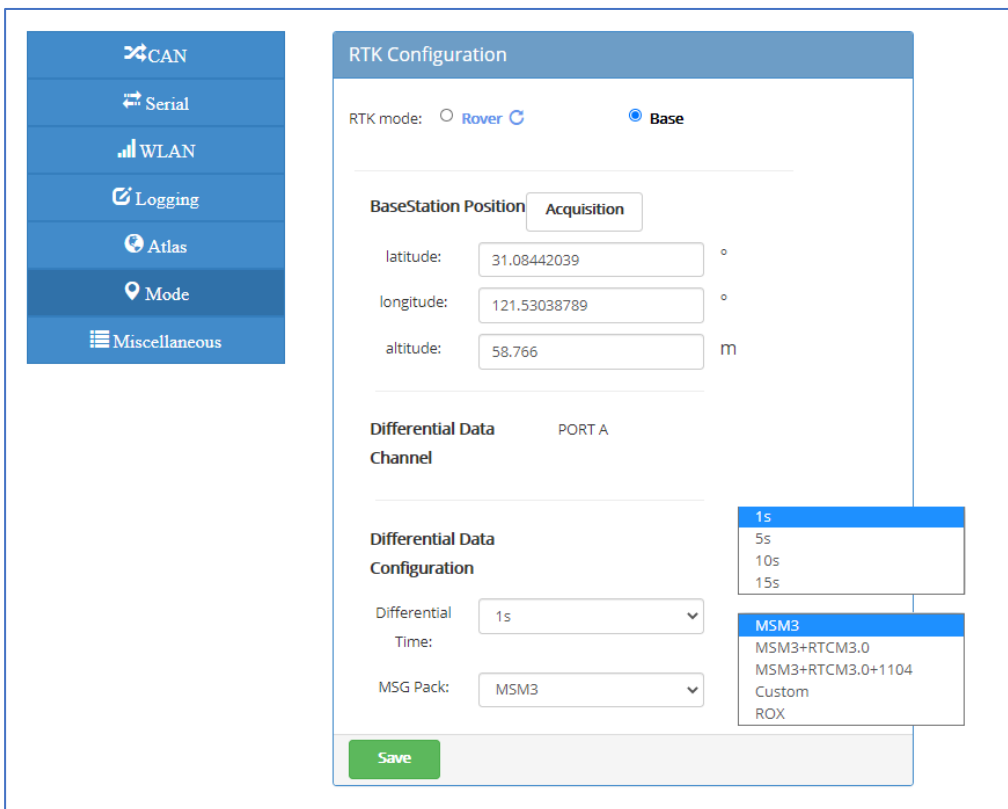 CAN
Serial
WLAN
Logging
Atlas
Mode
Miscellaneous
RTK Configuration
RTK mode: Rover Base
BaseStation Position Acquisition
latitude: 31.08442039 °
longitude: 121.53038789 °
altitude: 58.766 m
Differential Data PORT A
Channel
Differential Data
Configuration
Differential 1s
Time:
MSG Pack: MSM3
1s
5s
10s
15s
MSM3
MSM3+RTCM3.0
MSM3+RTCM3.0+1104
Custom
ROX
Save